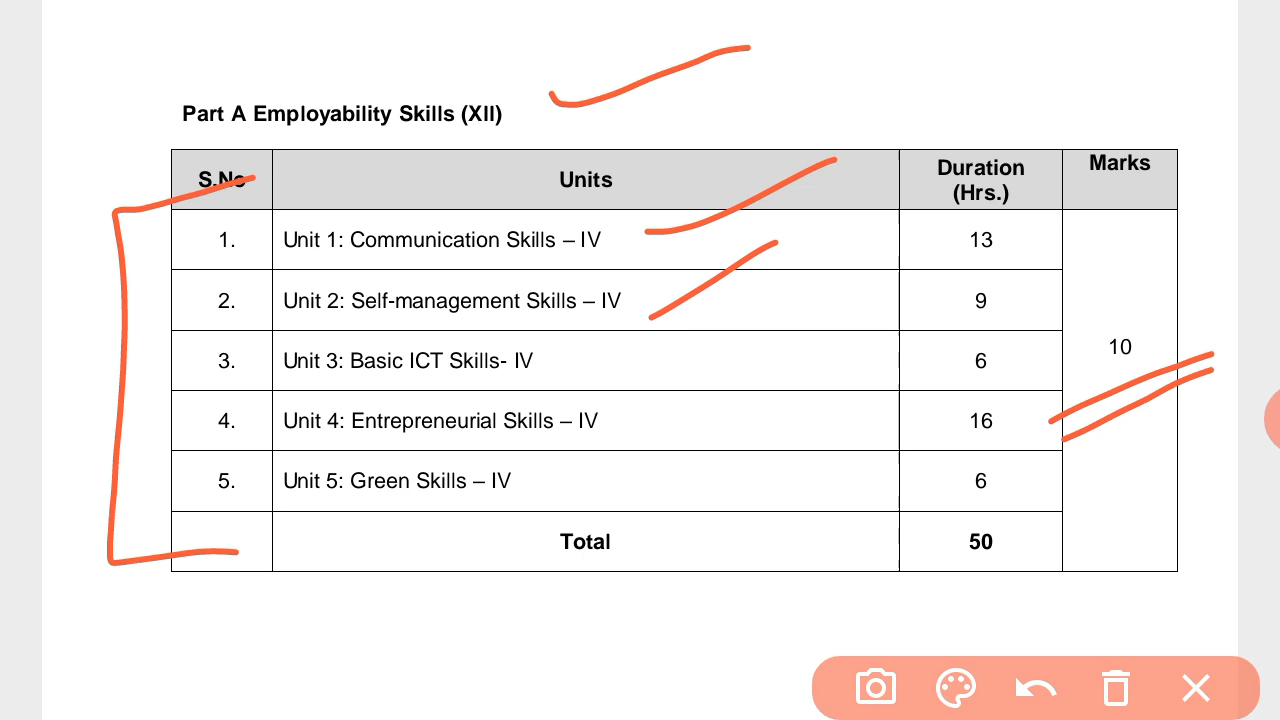 Part A Employability Skills (XII)
S.No Units Duration (Hrs.) Marks
1. Unit 1: Communication Skills – IV 13
2. Unit 2: Self-management Skills – IV 9
3. Unit 3: Basic ICT Skills- IV 6
10
4. Unit 4: Entrepreneurial Skills – IV 16
5. Unit 5: Green Skills – IV 6
Total 50